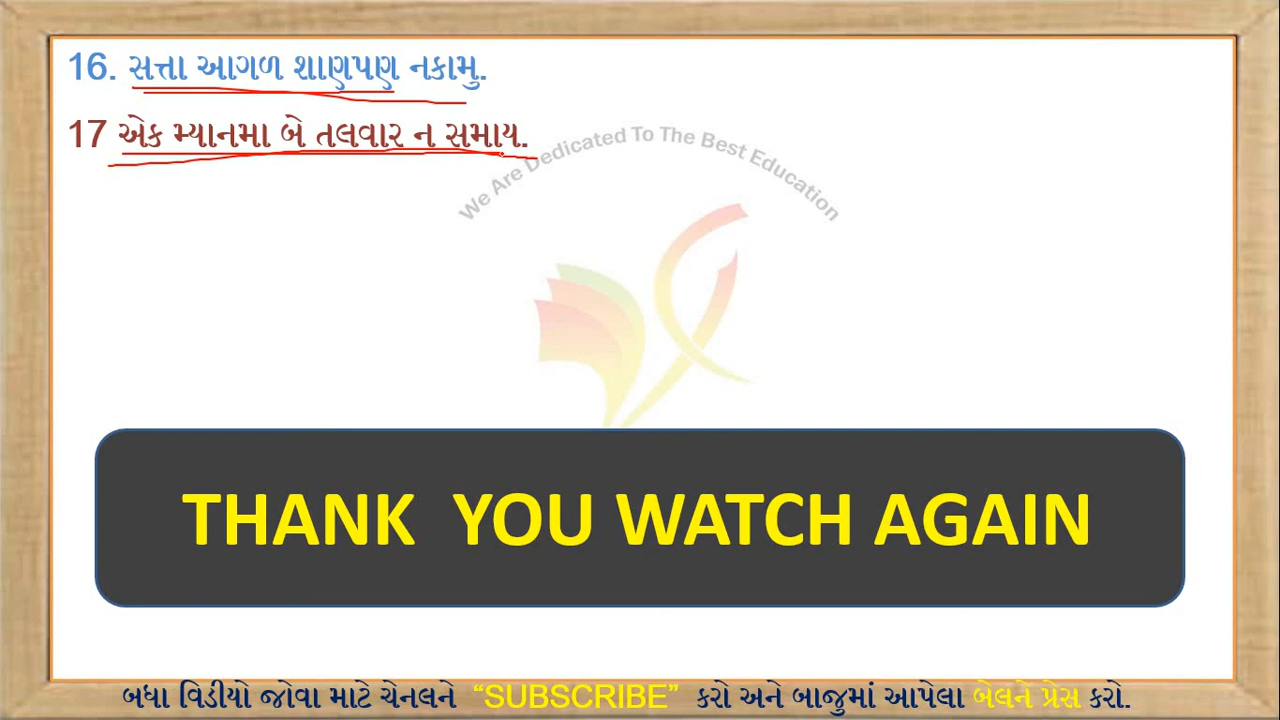 16. સત્તા આગળ શાણપણ નકામુ.
17 એક મ્યાનમા બે તલવાર ન સમાય.
We Are Dedicated To The Best Education
THANK YOU WATCH AGAIN
બધા વિડીયો જોવા માટે ચેનલને “SUBSCRIBE” કરો અને બાજુમાં આપેલા બેલને પ્રેસ કરો.